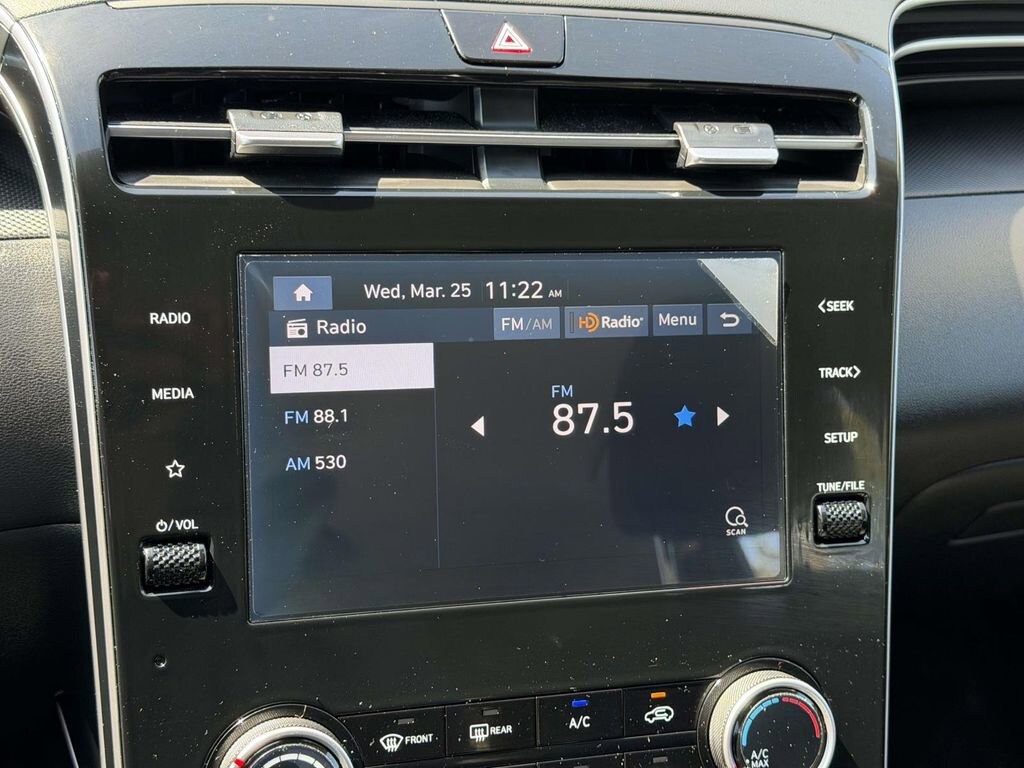 Wed, Mar. 25 11:22 AM
Radio FM/AM HD Radio Menu
FM 87.5
FM 88.1
AM 530
FM
87.5
SCAN
RADIO
MEDIA
⏻/VOL
<SEEK
TRACK>
SETUP
TUNE/FILE
FRONT
REAR
A/C
A/C
MAX